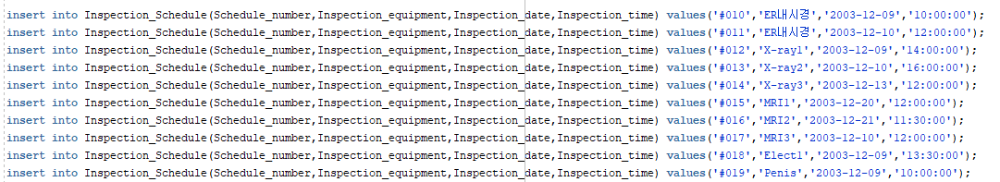 insert into Inspection_Schedule(Schedule_number,Inspection_equipment,Inspection_date,Inspection_time) values('#010','ER내시경','2003-12-09','10:00:00');
insert into Inspection_Schedule(Schedule_number,Inspection_equipment,Inspection_date,Inspection_time) values('#011','ER내시경','2003-12-10','12:00:00');
insert into Inspection_Schedule(Schedule_number,Inspection_equipment,Inspection_date,Inspection_time) values('#012','X-ray1','2003-12-09','14:00:00');
insert into Inspection_Schedule(Schedule_number,Inspection_equipment,Inspection_date,Inspection_time) values('#013','X-ray2','2003-12-10','16:00:00');
insert into Inspection_Schedule(Schedule_number,Inspection_equipment,Inspection_date,Inspection_time) values('#014','X-ray3','2003-12-13','12:00:00');
insert into Inspection_Schedule(Schedule_number,Inspection_equipment,Inspection_date,Inspection_time) values('#015','MRI1','2003-12-20','12:00:00');
insert into Inspection_Schedule(Schedule_number,Inspection_equipment,Inspection_date,Inspection_time) values('#016','MRI2','2003-12-21','11:30:00');
insert into Inspection_Schedule(Schedule_number,Inspection_equipment,Inspection_date,Inspection_time) values('#017','MRI3','2003-12-10','12:00:00');
insert into Inspection_Schedule(Schedule_number,Inspection_equipment,Inspection_date,Inspection_time) values('#018','Elect1','2003-12-09','13:30:00');
insert into Inspection_Schedule(Schedule_number,Inspection_equipment,Inspection_date,Inspection_time) values('#019','Penis','2003-12-09','10:00:00');